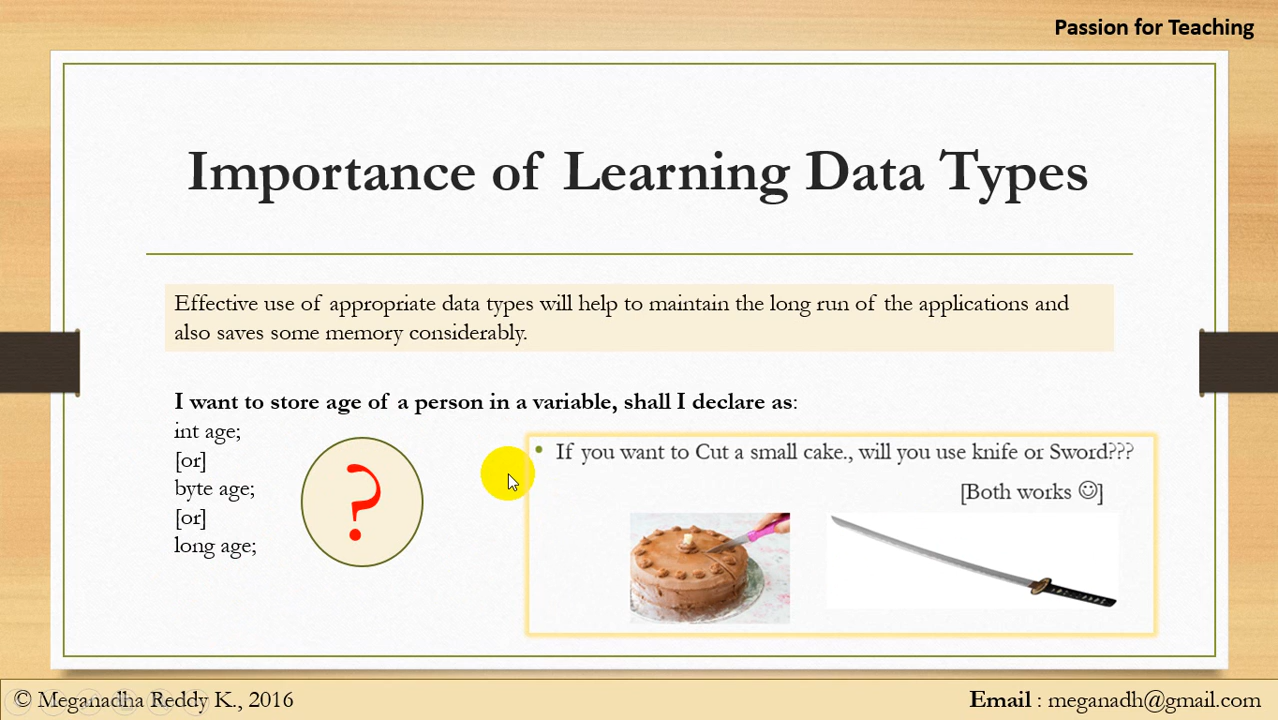 Passion for Teaching
Importance of Learning Data Types
Effective use of appropriate data types will help to maintain the long run of the applications and
also saves some memory considerably.
I want to store age of a person in a variable, shall I declare as:
int age;
[or]
byte age;
[or]
long age;
?
• If you want to Cut a small cake., will you use knife or Sword???
[Both works ☺]
© Meganadha Reddy K., 2016
Email : meganadh@gmail.com